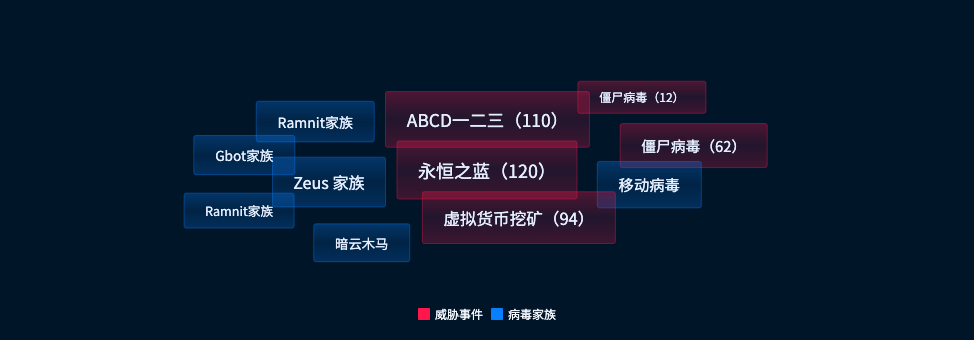 僵尸病毒（12）
ABCD一二三（110）
Ramnit家族
僵尸病毒（62）
Gbot家族
永恒之蓝（120）
Zeus 家族
移动病毒
Ramnit家族
虚拟货币挖矿（94）
暗云木马
威胁事件
病毒家族